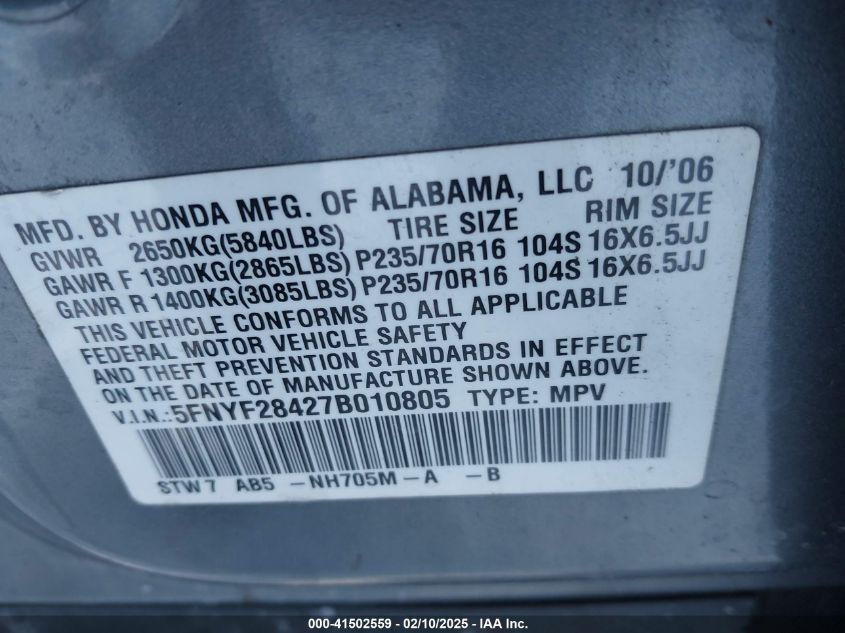 MFD. BY HONDA MFG. OF ALABAMA, LLC 10/'06
GVWR 2650KG(5840LBS) TIRE SIZE RIM SIZE
GAWR F 1300KG(2865LBS) P235/70R16 104S 16X6.5JJ
GAWR R 1400KG(3085LBS) P235/70R16 104S 16X6.5JJ
THIS VEHICLE CONFORMS TO ALL APPLICABLE
FEDERAL MOTOR VEHICLE SAFETY
AND THEFT PREVENTION STANDARDS IN EFFECT
ON THE DATE OF MANUFACTURE SHOWN ABOVE.
V.I.N.:5FNYF28427B010805 TYPE: MPV
STW7 AB5 -NH705M-A -B
000-41502559 - 02/10/2025 - IAA Inc.